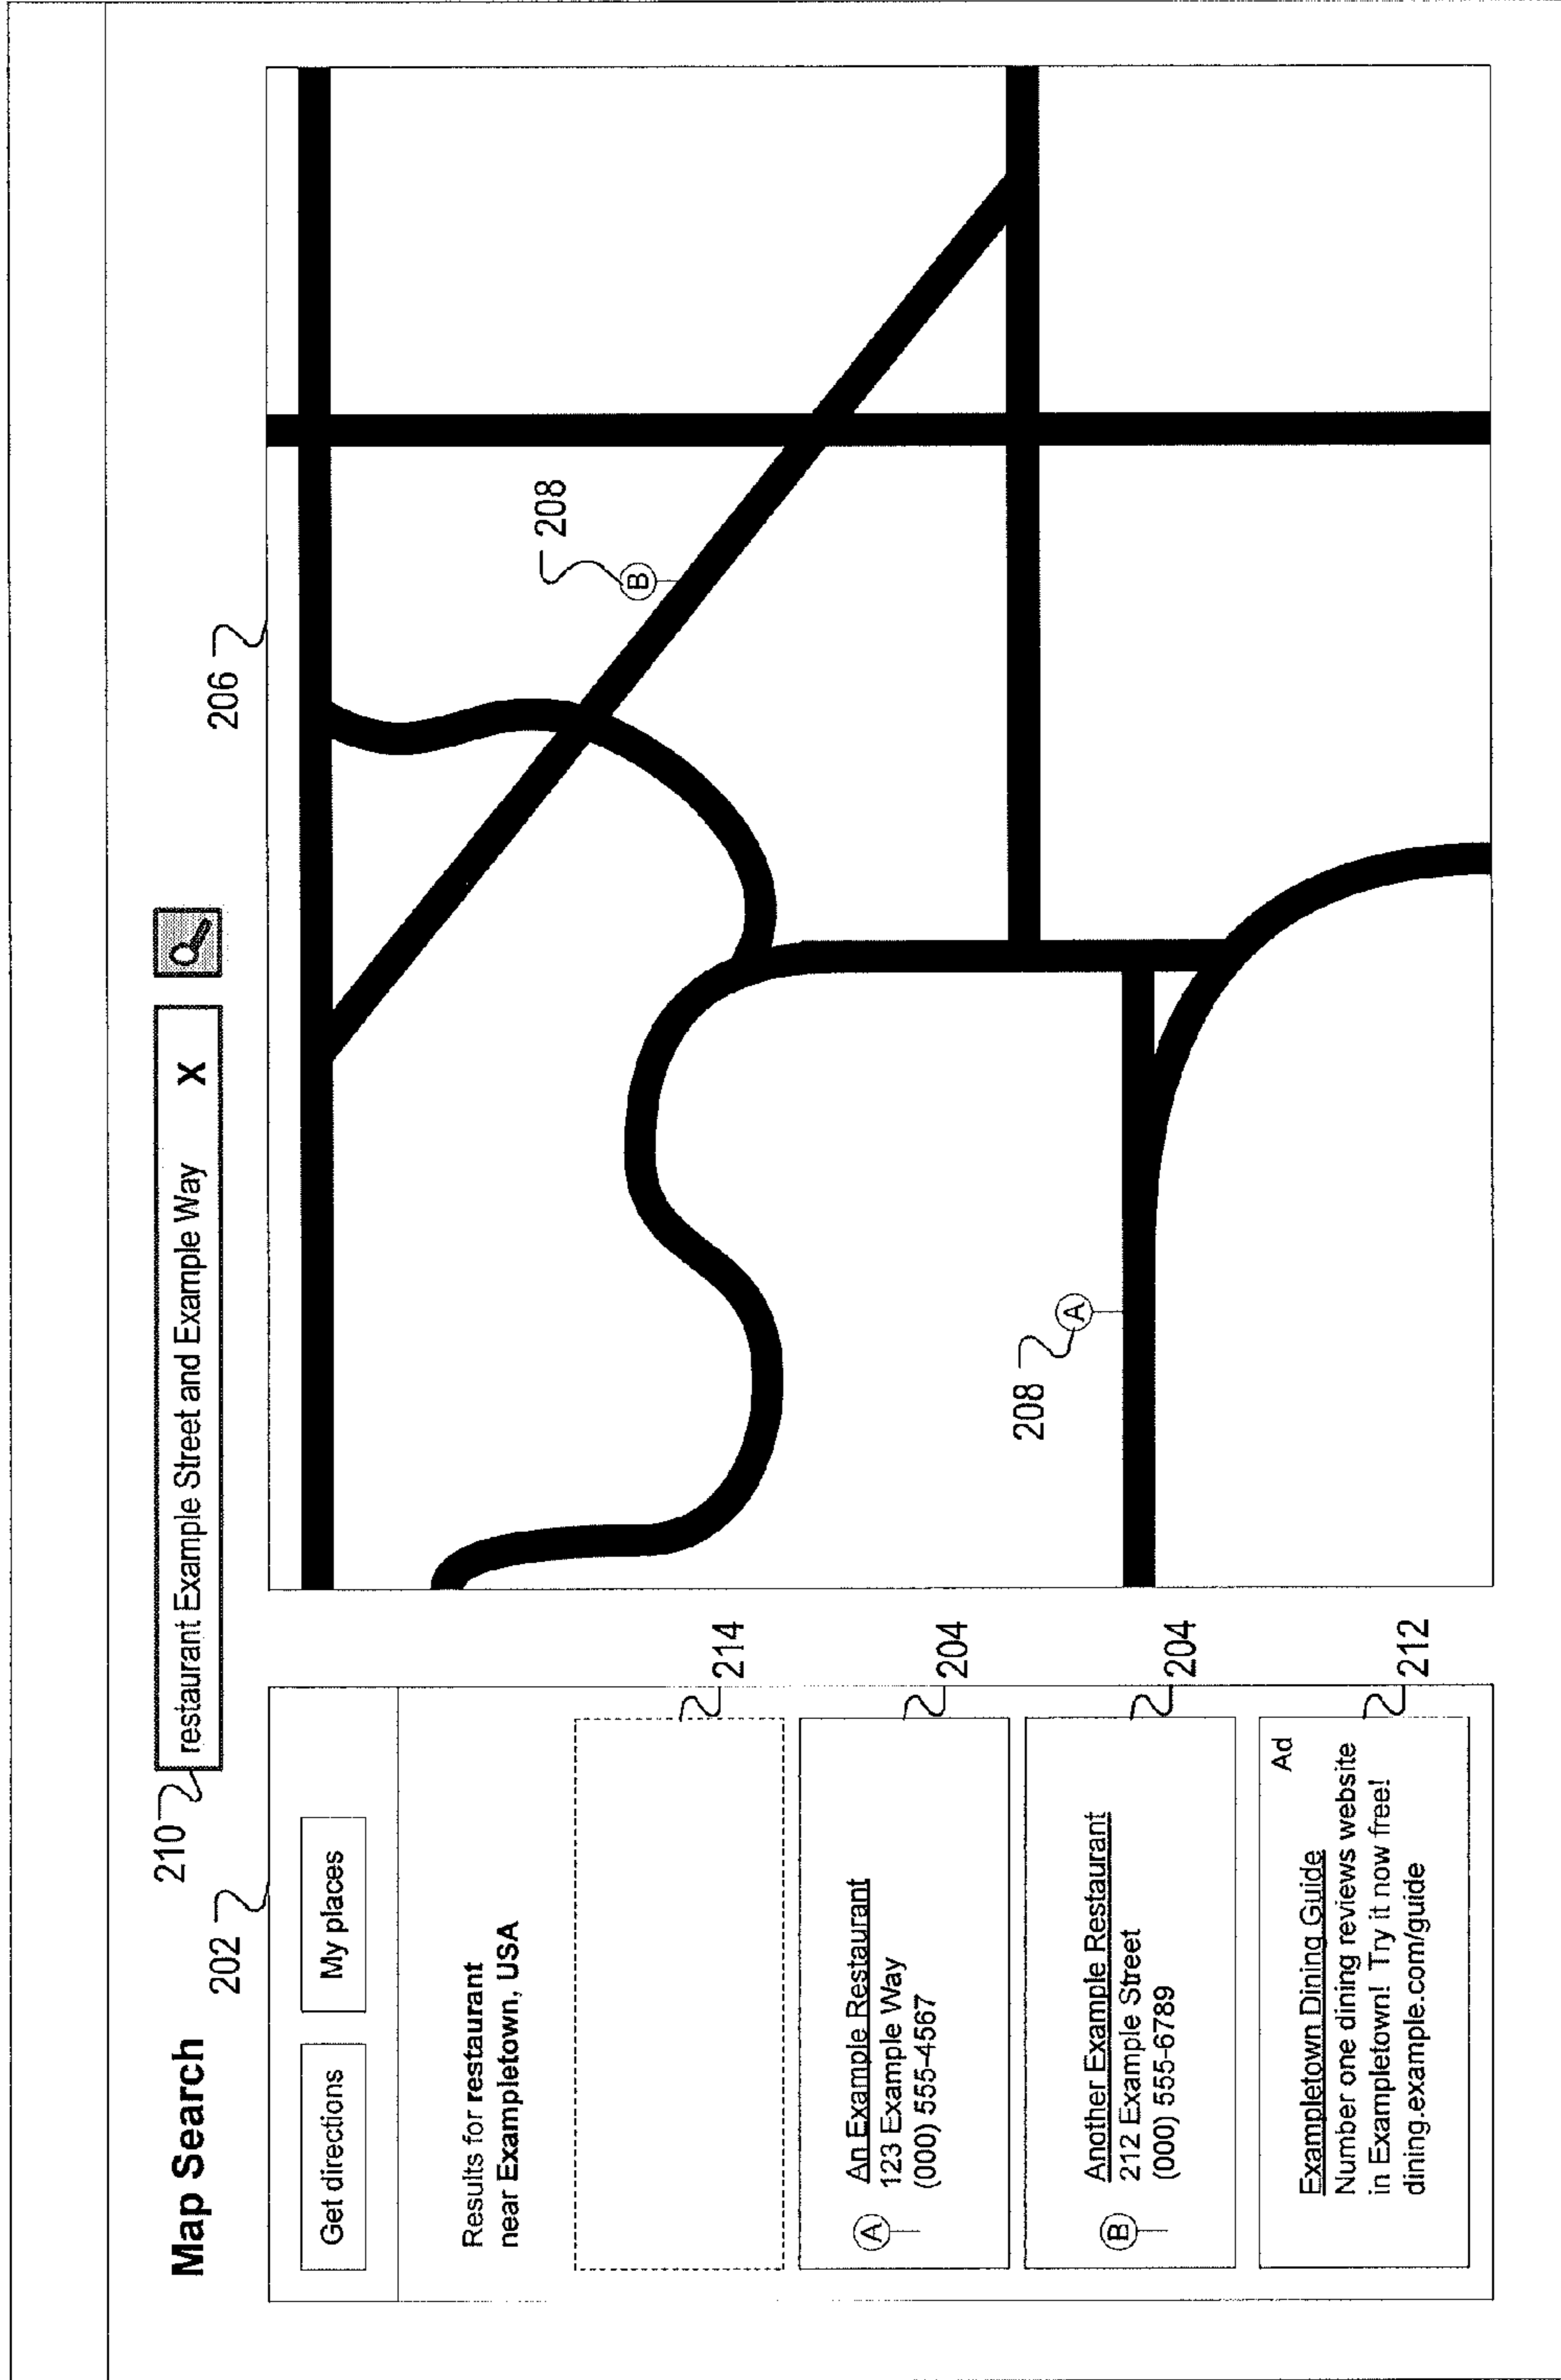 Map Search
210
restaurant Example Street and Example Way X
202
206
Get directions
My places
Results for restaurant
near Exampletown, USA
214
A
An Example Restaurant
123 Example Way
(000) 555-4567
204
B
Another Example Restaurant
212 Example Street
(000) 555-6789
204
Ad
Exampletown Dining Guide
Number one dining reviews website
in Exampletown! Try it now free!
dining.example.com/guide
212
208
B
208
A